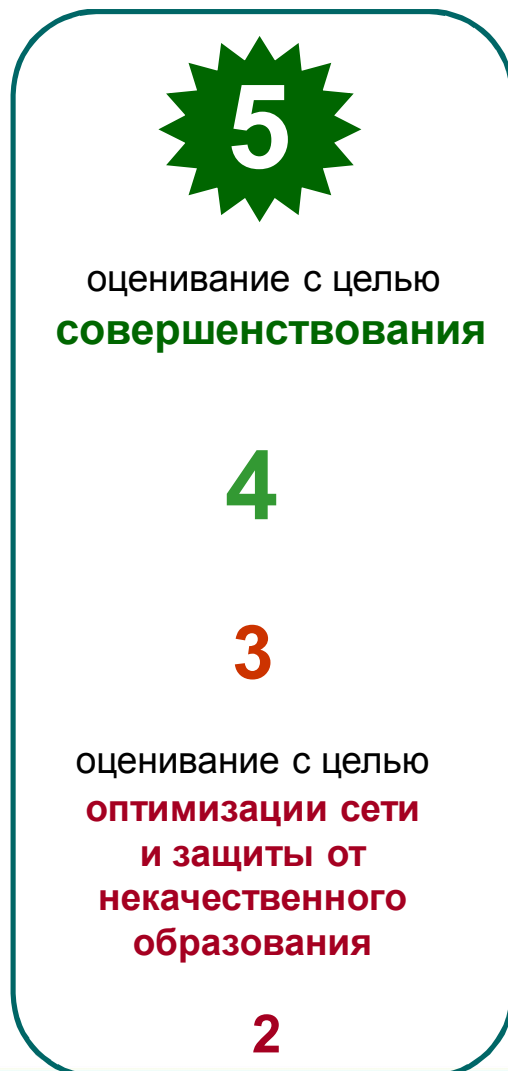 5
оценивание с целью
совершенствования
4
3
оценивание с целью
оптимизации сети
и защиты от
некачественного
образования
2